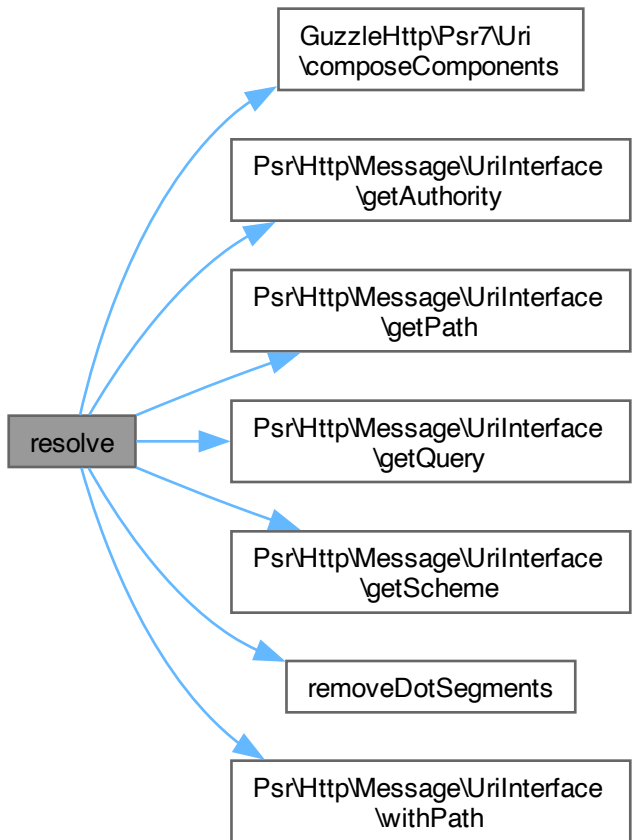 GuzzleHttp\Psr7\Uri
\composeComponents
Psr\Http\Message\UriInterface
\getAuthority
Psr\Http\Message\UriInterface
\getPath
resolve
Psr\Http\Message\UriInterface
\getQuery
Psr\Http\Message\UriInterface
\getScheme
removeDotSegments
Psr\Http\Message\UriInterface
\withPath